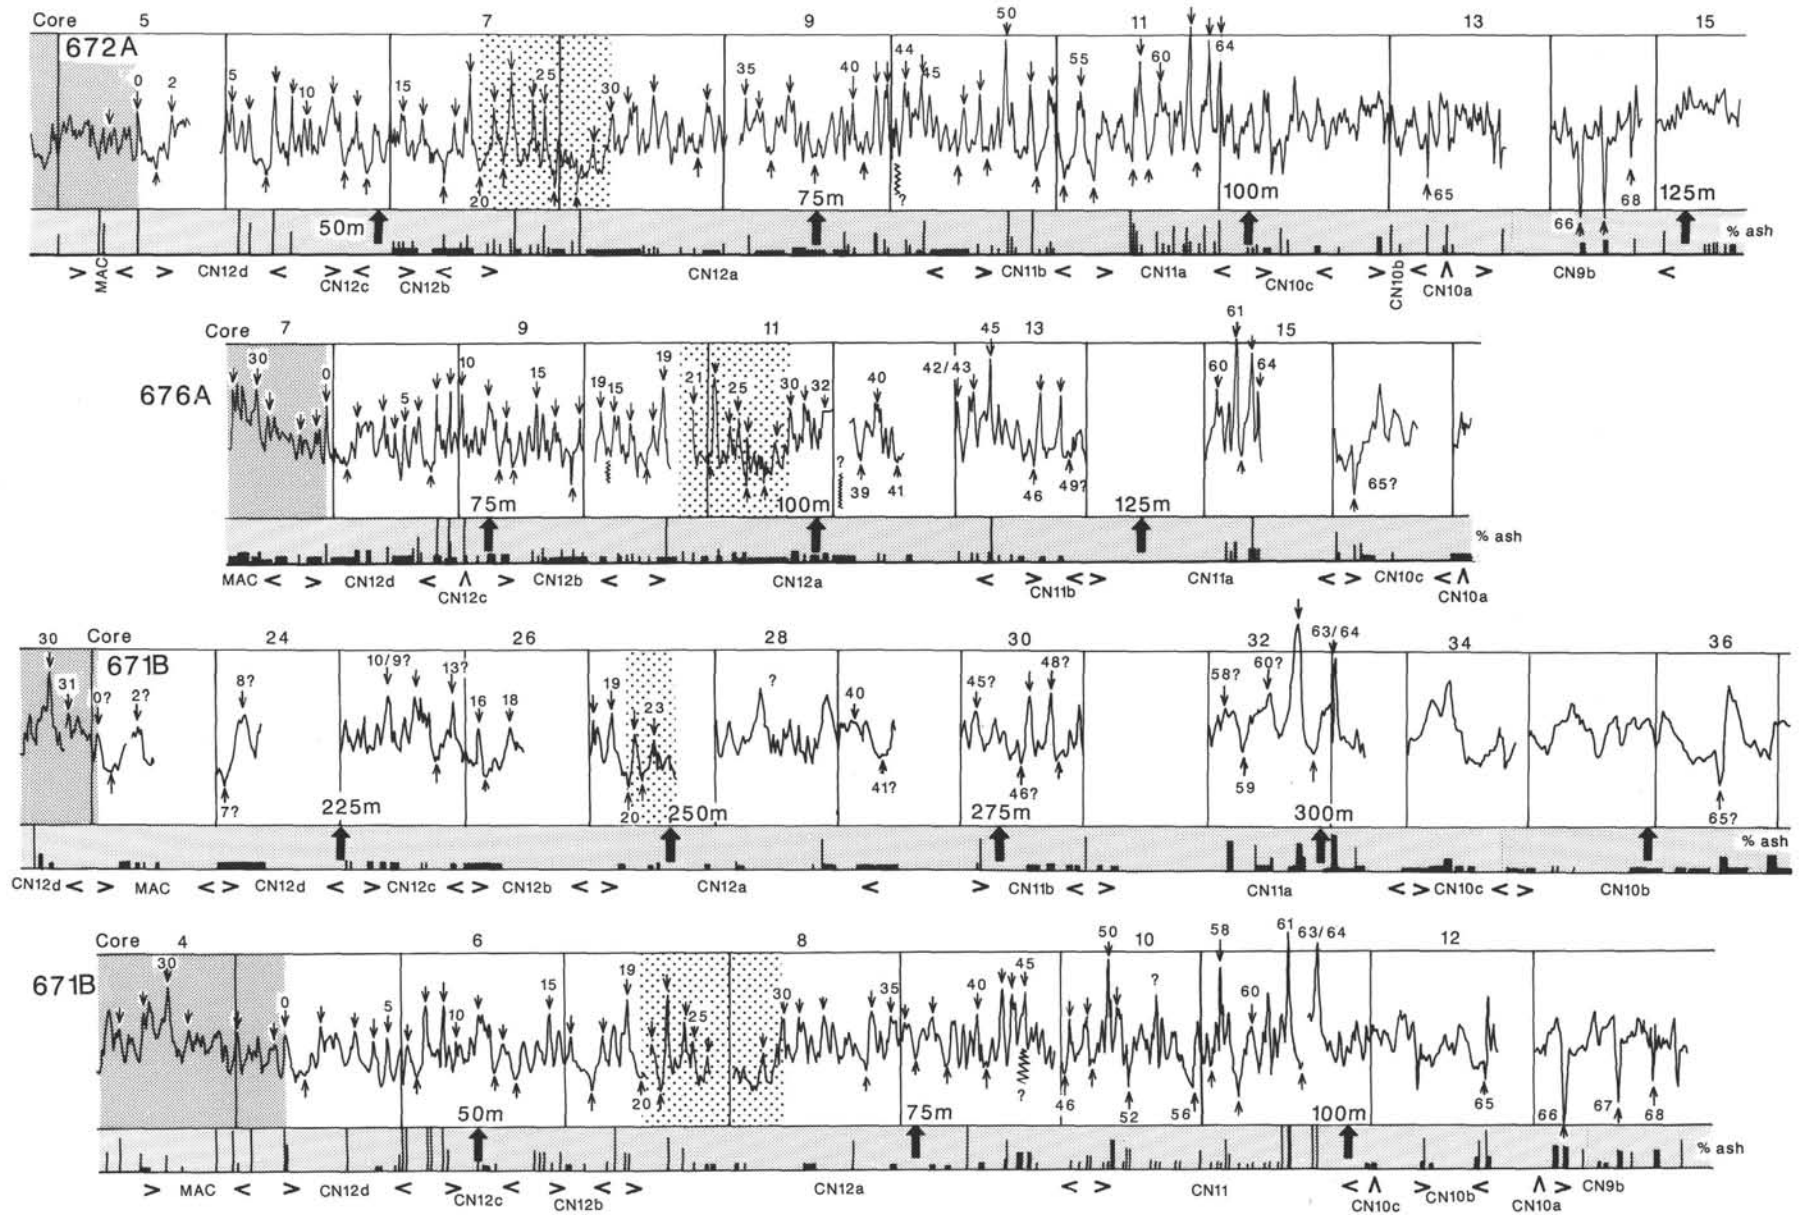 Core 5 7 9 11 13 15
672A
50
0 2 5 10 15 25 30 35 40 44 45 55 60 64
20 ? 65 66 68
50m 75m 100m 125m
% ash
> MAC < > CN12d < > CN12c < > CN12b < > CN12a < > CN11b < > CN11a < > CN10c < > CN10b < CN10a > CN9b <
Core 7 9 11 13 15
676A
61
30 0 5 10 15 19 15 19 21 25 30 32 40 42/43 45 60 64
? 39 41 46 49? 65?
75m 100m 125m
% ash
MAC < > CN12d < CN12c > CN12b < > CN12a < > CN11b < > CN11a < > CN10c < CN10a
30 Core 24 26 28 30 32 34 36
671B
31 0? 2? 8? 10/9? 13? 16 18 19 23 ? 40 45? 48? 58? 60? 63/64
7? 20 41? 46? 59 65?
225m 250m 275m 300m
% ash
CN12d < > MAC < > CN12d < > CN12c < > CN12b < > CN12a < > CN11b < > CN11a < > CN10c < > CN10b
Core 4 6 8 10 12
671B
30 0 5 10 15 19 25 30 35 40 45 50 ? 58 60 61 63/64
20 ? 46 52 56 65 66 67 68
50m 75m 100m
% ash
> MAC < > CN12d < > CN12c < > CN12b < > CN12a < > CN11 < CN10c > CN10b < CN10a > CN9b <